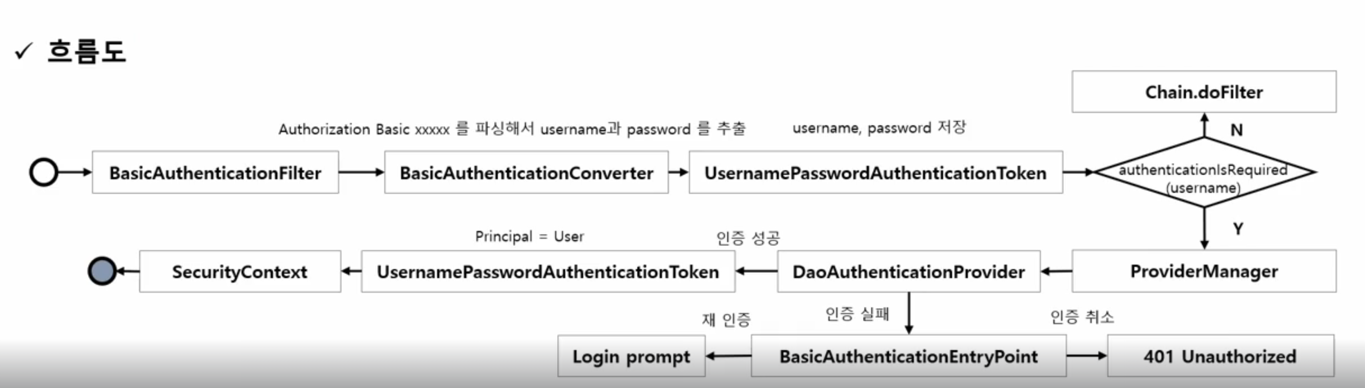 ✓ 흐름도
Chain.doFilter
Authorization Basic xxxxx 를 파싱해서 username과 password 를 추출
username, password 저장
N
BasicAuthenticationFilter
BasicAuthenticationConverter
UsernamePasswordAuthenticationToken
authenticationIsRequired
(username)
Y
Principal = User
인증 성공
SecurityContext
UsernamePasswordAuthenticationToken
DaoAuthenticationProvider
ProviderManager
재 인증
인증 실패
인증 취소
Login prompt
BasicAuthenticationEntryPoint
401 Unauthorized